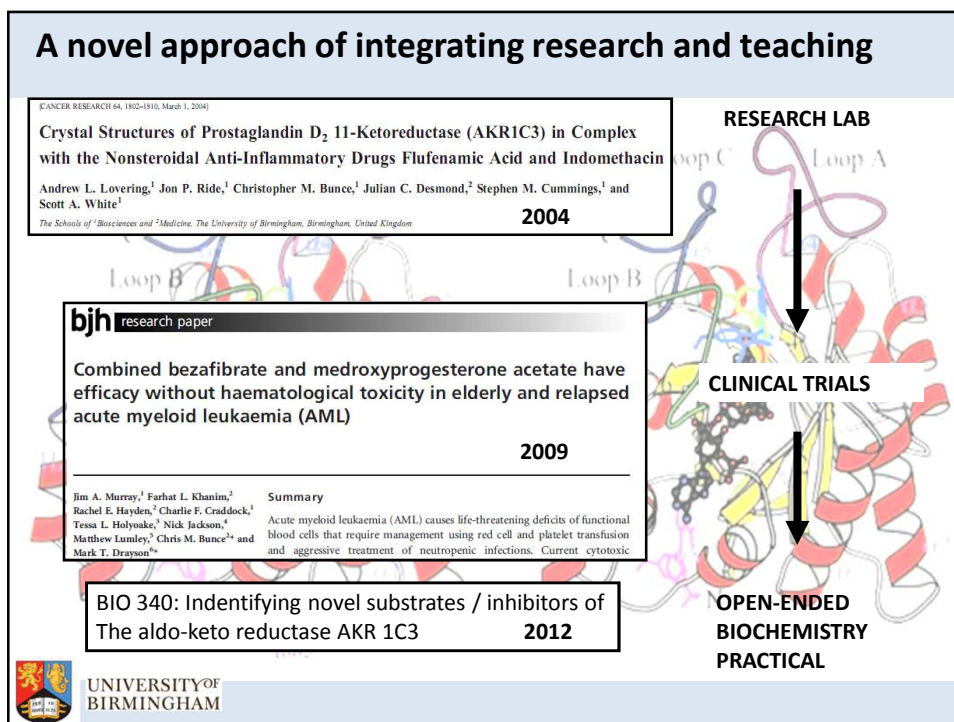 A novel approach of integrating research and teaching
[CANCER RESEARCH 64, 1802–1810, March 1, 2004]
Crystal Structures of Prostaglandin D2 11-Ketoreductase (AKR1C3) in Complex
with the Nonsteroidal Anti-Inflammatory Drugs Flufenamic Acid and Indomethacin
Andrew L. Lovering,1 Jon P. Ride,1 Christopher M. Bunce,1 Julian C. Desmond,2 Stephen M. Cummings,1 and
Scott A. White1
The Schools of 1Biosciences and 2Medicine, The University of Birmingham, Birmingham, United Kingdom
2004
RESEARCH LAB
oop C
Loop A
Loop B
Loop B
bjh research paper
Combined bezafibrate and medroxyprogesterone acetate have
efficacy without haematological toxicity in elderly and relapsed
acute myeloid leukaemia (AML)
2009
CLINICAL TRIALS
Jim A. Murray,1 Farhat L. Khanim,2
Rachel E. Hayden,2 Charlie F. Craddock,1
Tessa L. Holyoake,3 Nick Jackson,4
Matthew Lumley,5 Chris M. Bunce2* and
Mark T. Drayson6*
Summary
Acute myeloid leukaemia (AML) causes life-threatening deficits of functional
blood cells that require management using red cell and platelet transfusion
and aggressive treatment of neutropenic infections. Current cytotoxic
BIO 340: Indentifying novel substrates / inhibitors of
The aldo-keto reductase AKR 1C3 2012
OPEN-ENDED
BIOCHEMISTRY
PRACTICAL
UNIVERSITY OF
BIRMINGHAM